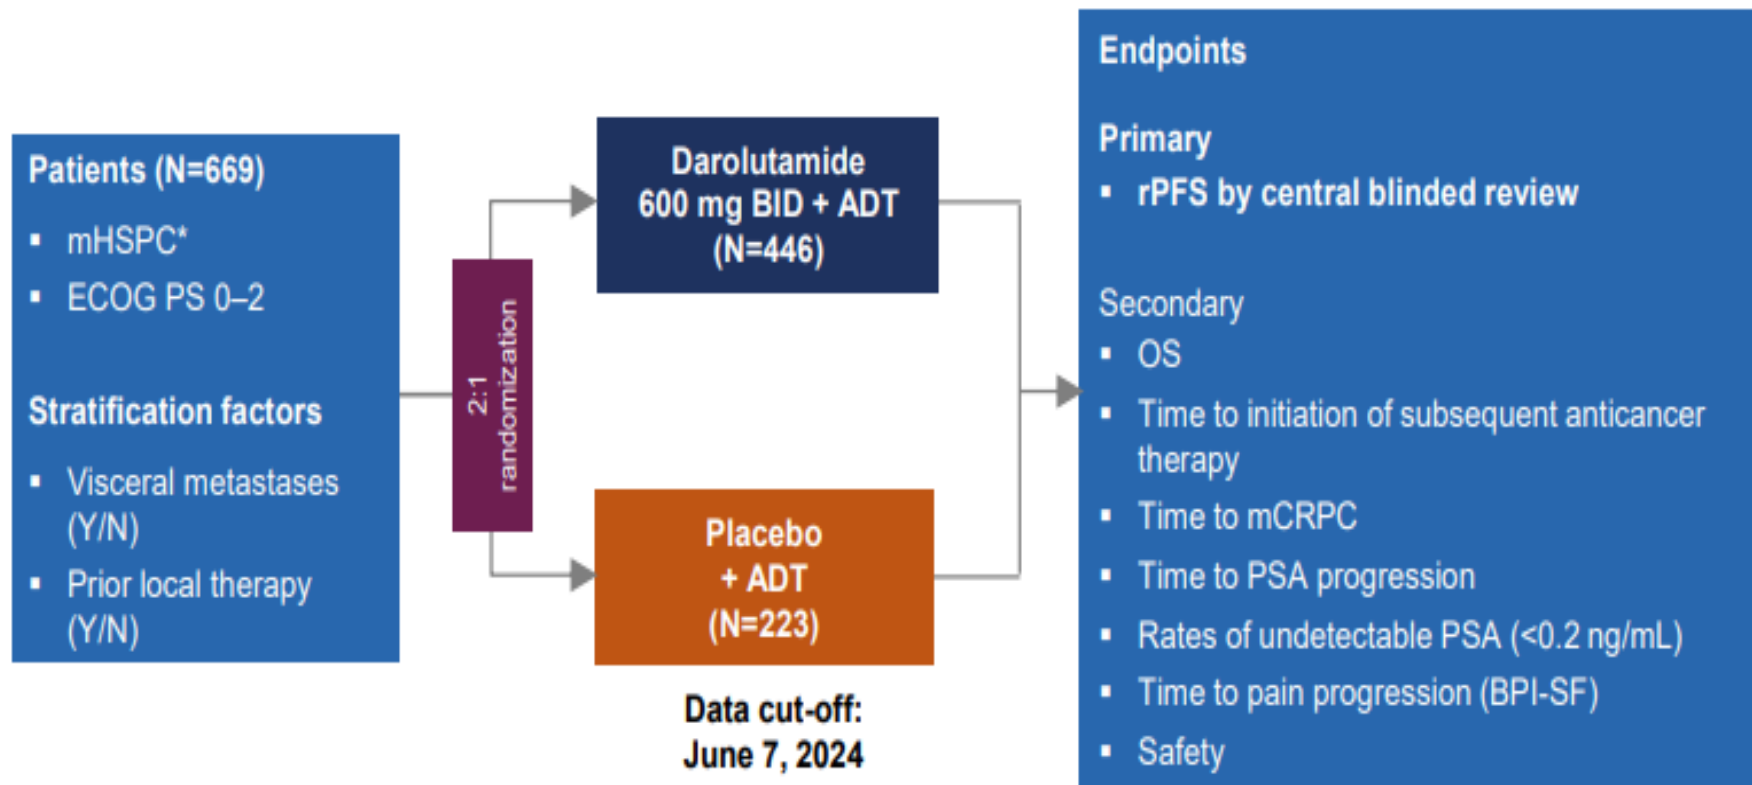 Patients (N=669)
▪ mHSPC*
▪ ECOG PS 0–2
Stratification factors
▪ Visceral metastases
(Y/N)
▪ Prior local therapy
(Y/N)
2:1
randomization
Darolutamide
600 mg BID + ADT
(N=446)
Placebo
+ ADT
(N=223)
Data cut-off:
June 7, 2024
Endpoints
Primary
▪ rPFS by central blinded review
Secondary
▪ OS
▪ Time to initiation of subsequent anticancer
therapy
▪ Time to mCRPC
▪ Time to PSA progression
▪ Rates of undetectable PSA (<0.2 ng/mL)
▪ Time to pain progression (BPI-SF)
▪ Safety